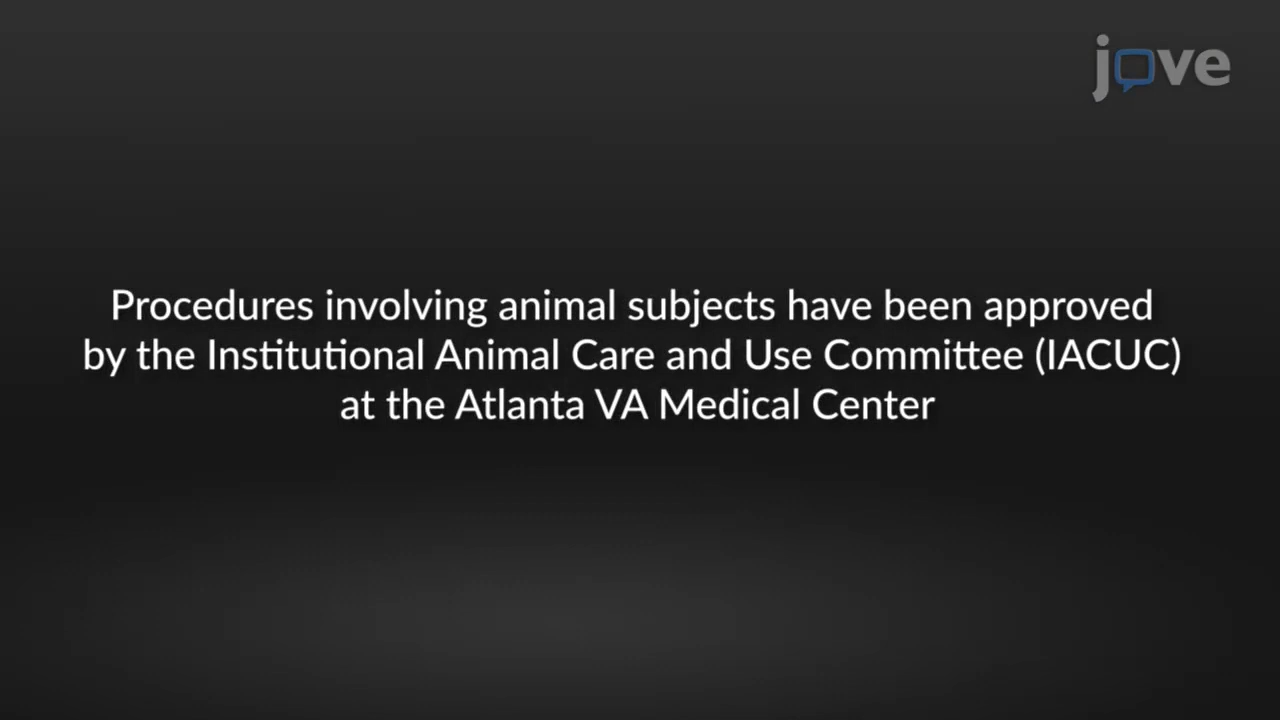 jove
Procedures involving animal subjects have been approved
by the Institutional Animal Care and Use Committee (IACUC)
at the Atlanta VA Medical Center